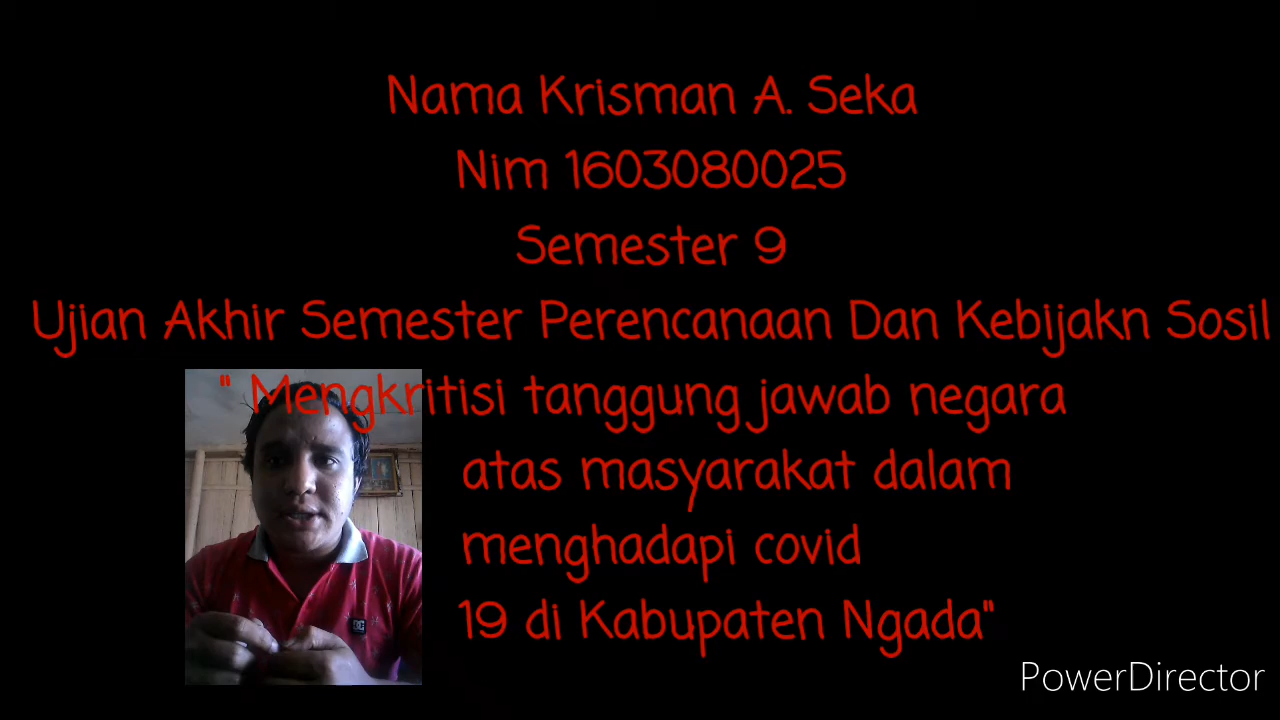 Nama Krisman A. Seka
Nim 1603080025
Semester 9
Ujian Akhir Semester Perencanaan Dan Kebijakn Sosil
" Mengkritisi tanggung jawab negara
atas masyarakat dalam
menghadapi covid
19 di Kabupaten Ngada"
PowerDirector